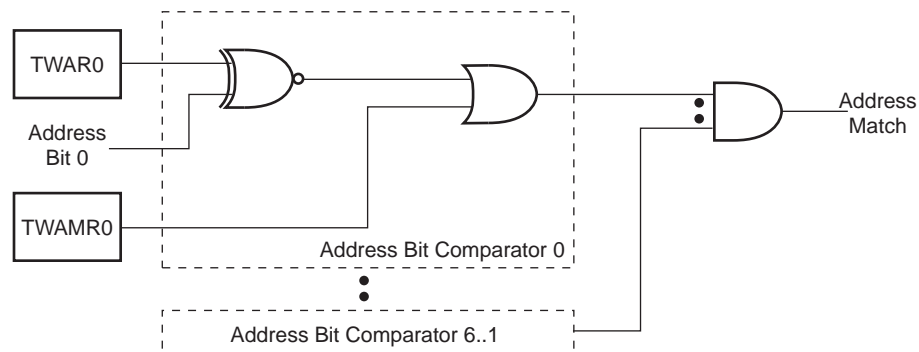 TWAR0
Address
Bit 0
TWAMR0
Address Bit Comparator 0
Address Bit Comparator 6..1
Address
Match